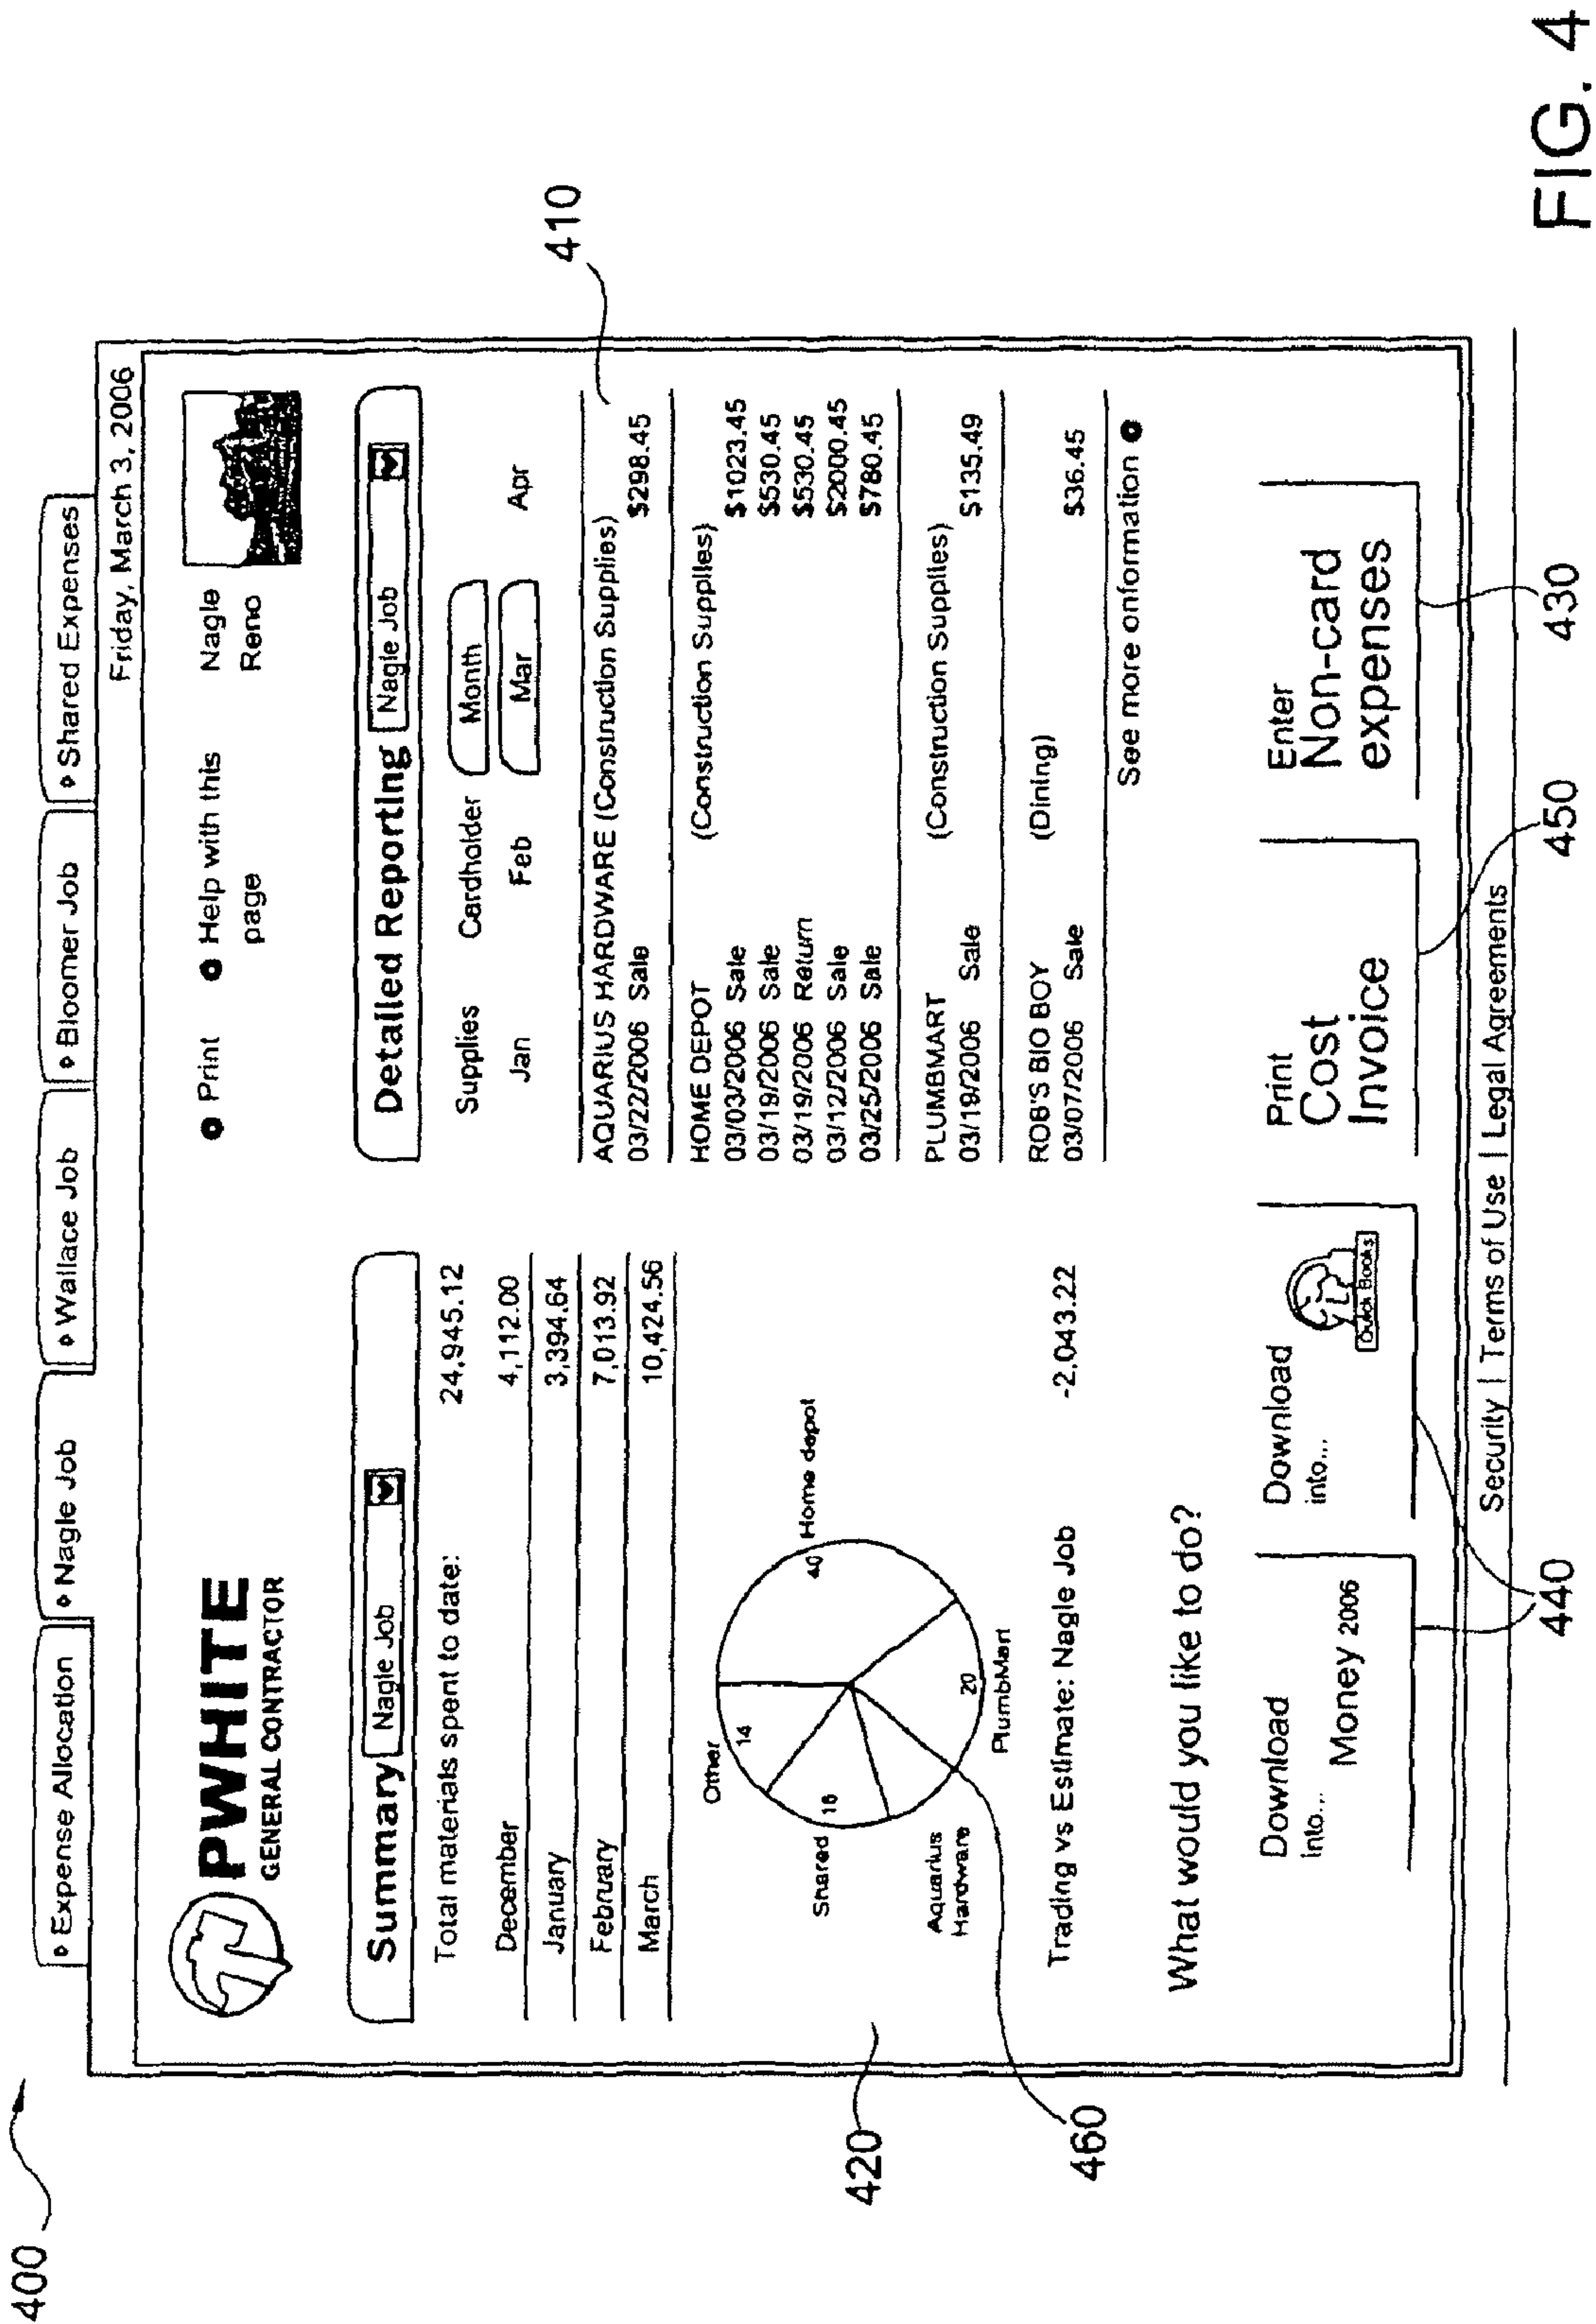 400
▹ Expense Allocation
▹ Nagle Job
▹ Wallace Job
▹ Bloomer Job
▹ Shared Expenses
Friday, March 3, 2006
PWHITE
GENERAL CONTRACTOR
Print
Help with this
page
Nagle
Reno
Summary Nagle Job
Total materials spent to date: 24,945.12
December 4,112.00
January 3,394.64
February 7,013.92
March 10,424.56
Other
14
40 Home depot
Shared
Aquarius
Hardware
20
PlumbMart
420
460
Trading vs Estimate: Nagle Job -2,043.22
Detailed Reporting Nagle Job
Supplies Cardholder Month
Jan Feb Mar Apr
410
AQUARIUS HARDWARE (Construction Supplies)
03/22/2006 Sale $298.45
HOME DEPOT (Construction Supplies)
03/03/2006 Sale $1023.45
03/19/2006 Sale $530.45
03/19/2006 Return $530.45
03/12/2006 Sale $2000.45
03/25/2006 Sale $780.45
PLUMBMART (Construction Supplies)
03/19/2006 Sale $135.49
ROB'S BIO BOY (Dining)
03/07/2006 Sale $36.45
See more onformation
What would you like to do?
Download
into...
Money 2006
Download
into...
Quick Books
Print
Cost
Invoice
Enter
Non-card
expenses
Security | Terms of Use | Legal Agreements
440
450
430
FIG. 4